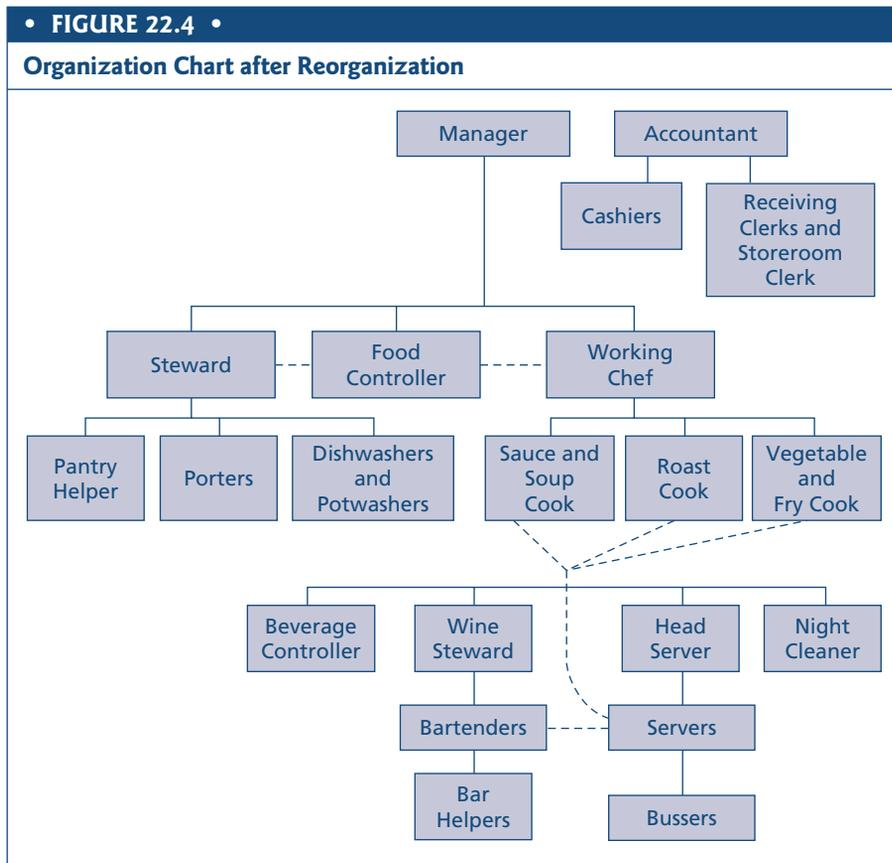 • FIGURE 22.4 •
Organization Chart after Reorganization
Manager
Accountant
Cashiers
Receiving
Clerks and
Storeroom
Clerk
Steward
Food
Controller
Working
Chef
Pantry
Helper
Porters
Dishwashers
and
Potwashers
Sauce and
Soup
Cook
Roast
Cook
Vegetable
and
Fry Cook
Beverage
Controller
Wine
Steward
Head
Server
Night
Cleaner
Bartenders
Servers
Bar
Helpers
Bussers